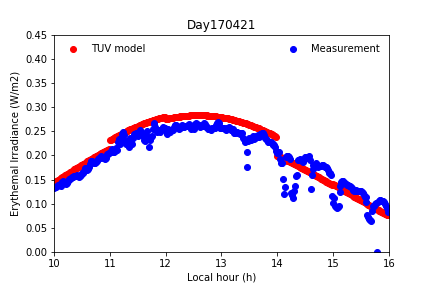 Day170421
TUV model
Measurement
Erythemal Irradiance (W/m2)
0.45
0.40
0.35
0.30
0.25
0.20
0.15
0.10
0.05
0.00
10 11 12 13 14 15 16
Local hour (h)